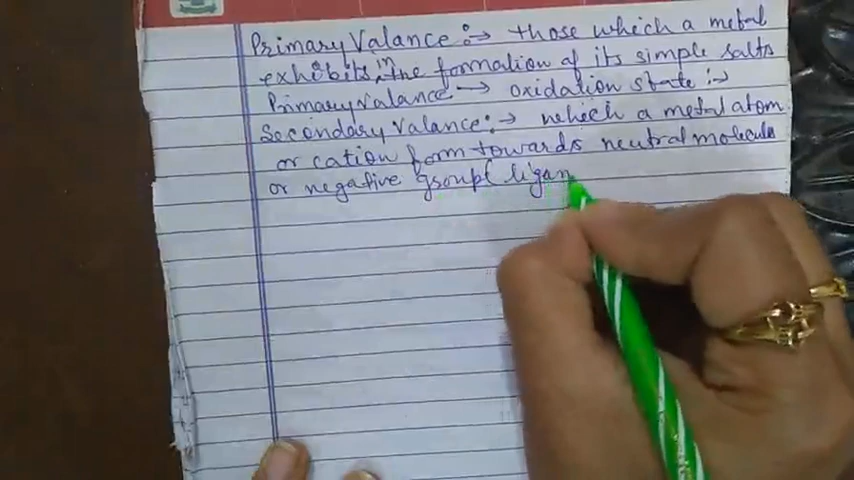 Primary Valance :→ those which a metal
exhibits in the formation of its simple salts
Primary valance → oxidation state :→
Secondary Valance :→ which a metal atom
or cation form towards neutral molecules
or negative group( ligan